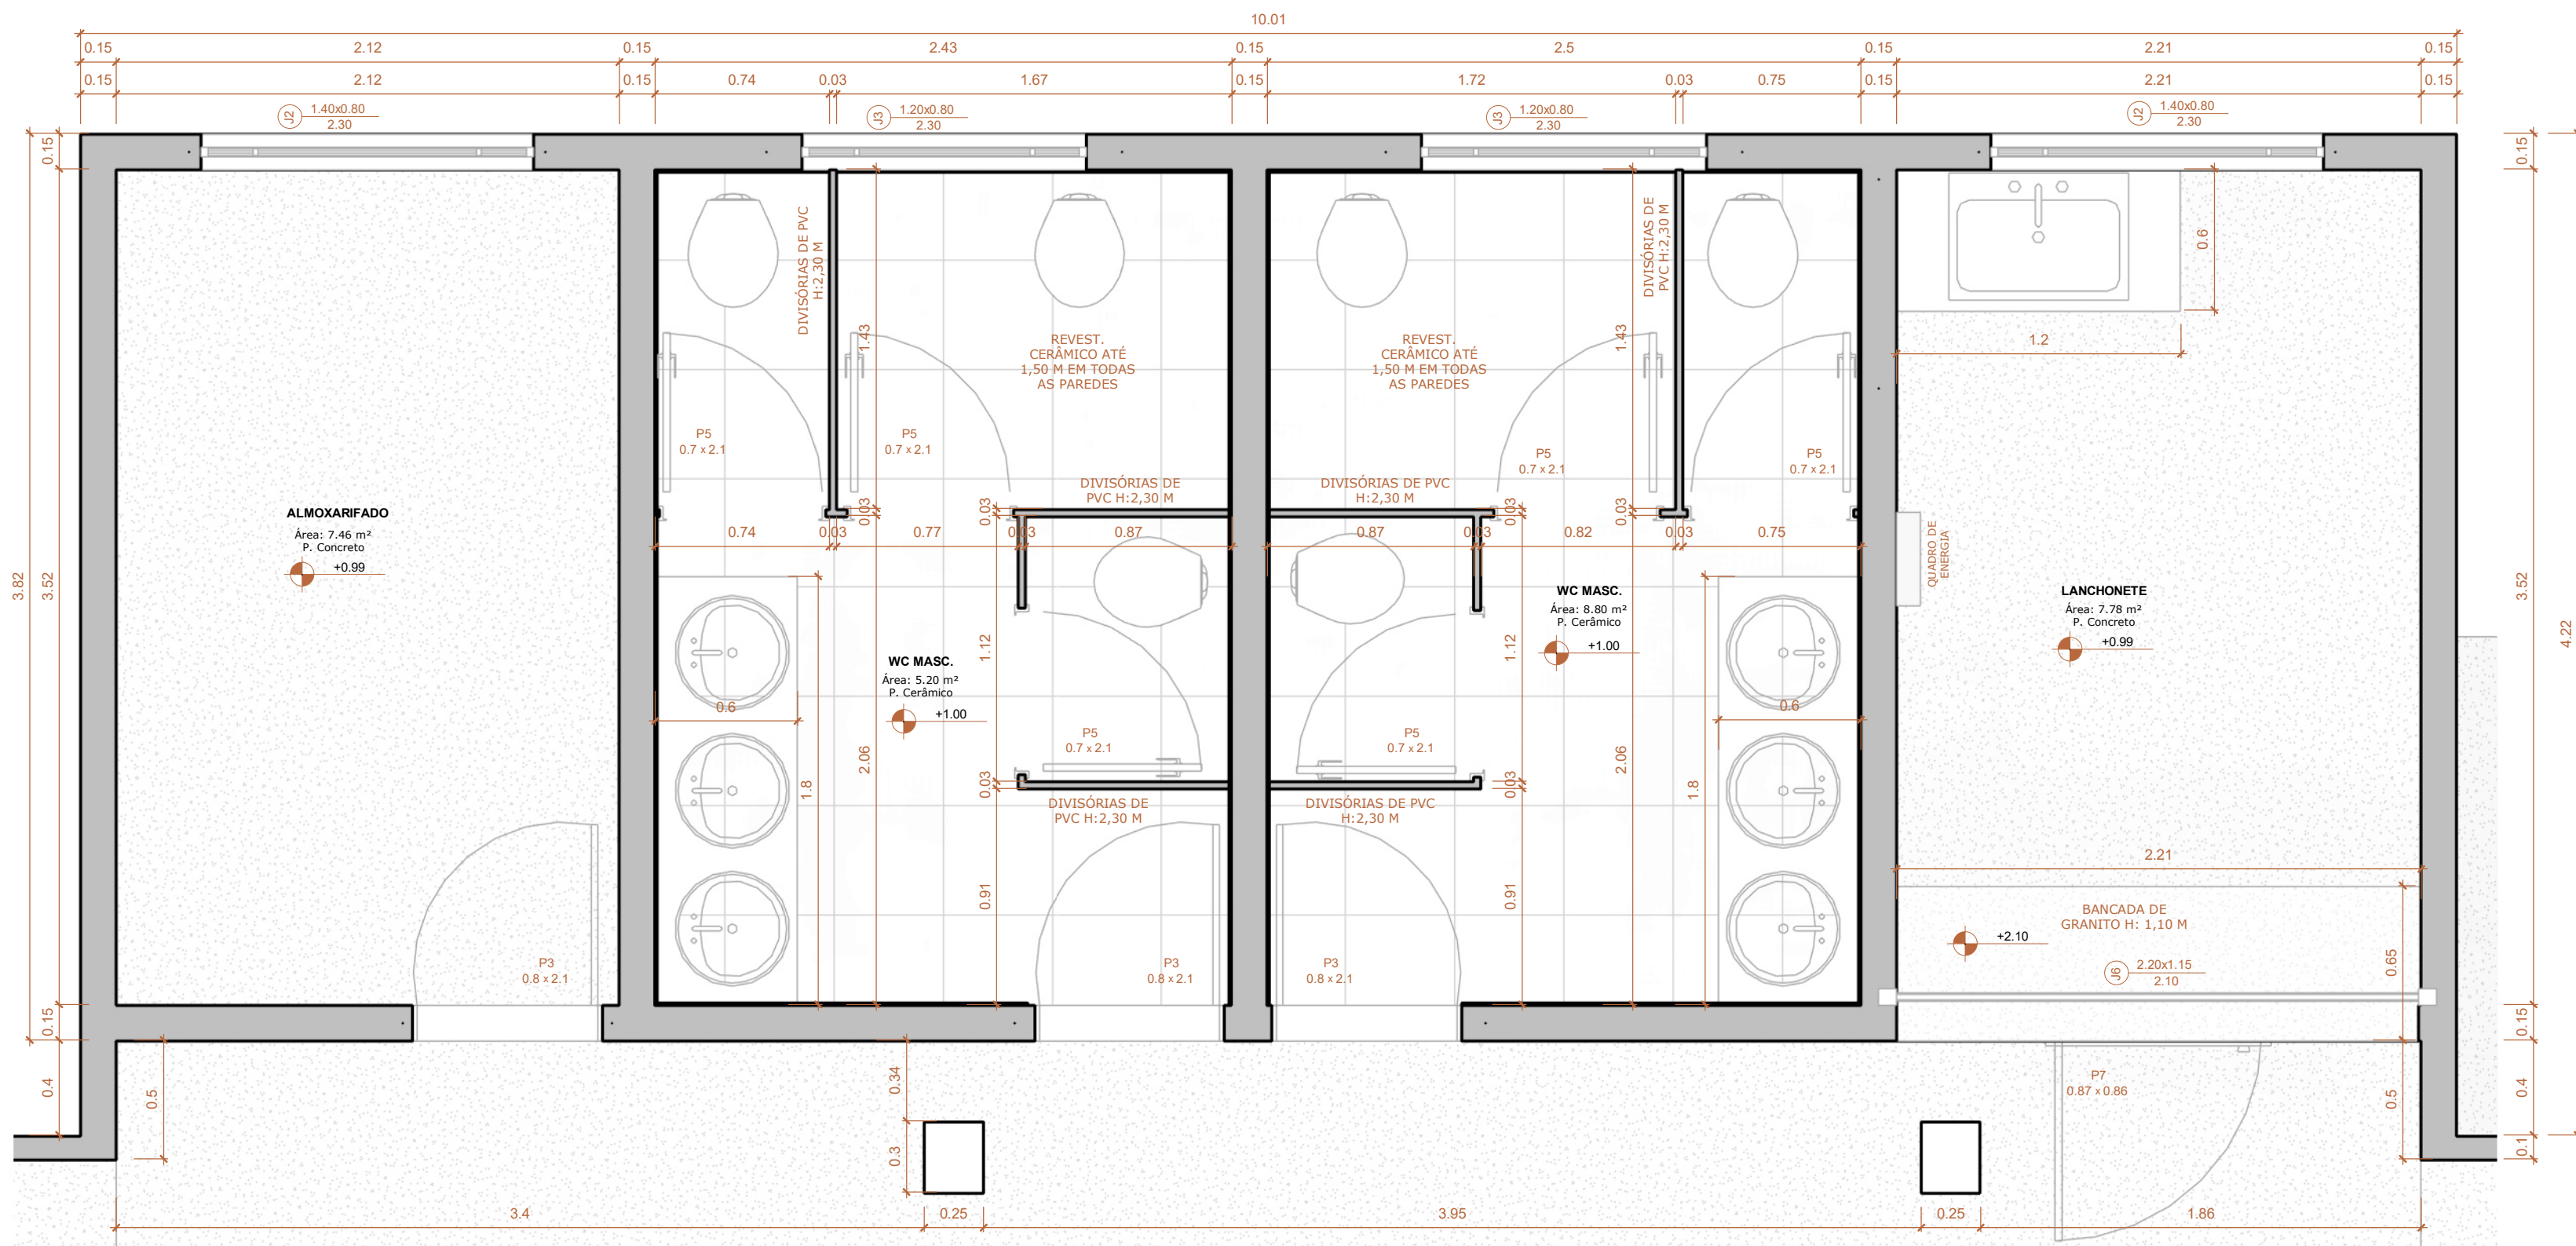 10.01
0.15 2.12 0.15 2.43 0.15 2.5 0.15 2.21 0.15
0.15 2.12 0.15 0.74 0.03 1.67 0.15 1.72 0.03 0.75 0.15 2.21 0.15
J2 1.40x0.80
2.30
J3 1.20x0.80
2.30
J3 1.20x0.80
2.30
J2 1.40x0.80
2.30
0.15
3.82
3.52
0.15
0.4
0.5
ALMOXARIFADO
Área: 7.46 m²
P. Concreto
+0.99
P3
0.8 x 2.1
DIVISÓRIAS DE PVC
H:2,30 M
1.43
REVEST.
CERÂMICO ATÉ
1,50 M EM TODAS
AS PAREDES
P5
0.7 x 2.1
P5
0.7 x 2.1
DIVISÓRIAS DE
PVC H:2,30 M
0.03
0.03
0.74 0.03 0.77 0.03 0.87
1.12
WC MASC.
Área: 5.20 m²
P. Cerâmico
+1.00
0.6
1.8
2.06
P5
0.7 x 2.1
0.03
DIVISÓRIAS DE
PVC H:2,30 M
0.91
P3
0.8 x 2.1
0.34
0.3
DIVISÓRIAS DE
PVC H:2,30 M
1.43
REVEST.
CERÂMICO ATÉ
1,50 M EM TODAS
AS PAREDES
P5
0.7 x 2.1
P5
0.7 x 2.1
DIVISÓRIAS DE PVC
H:2,30 M
0.03
0.03
0.87 0.03 0.82 0.03 0.75
1.12
WC MASC.
Área: 8.80 m²
P. Cerâmico
+1.00
0.6
1.8
2.06
P5
0.7 x 2.1
0.03
DIVISÓRIAS DE PVC
H:2,30 M
0.91
P3
0.8 x 2.1
0.6
1.2
QUADRO DE
ENERGIA
LANCHONETE
Área: 7.78 m²
P. Concreto
+0.99
2.21
BANCADA DE
GRANITO H: 1,10 M
+2.10
J6 2.20x1.15
2.10
0.65
P7
0.87 x 0.86
0.5
0.15
3.52
4.22
0.15
0.4
0.1
3.4 0.25 3.95 0.25 1.86